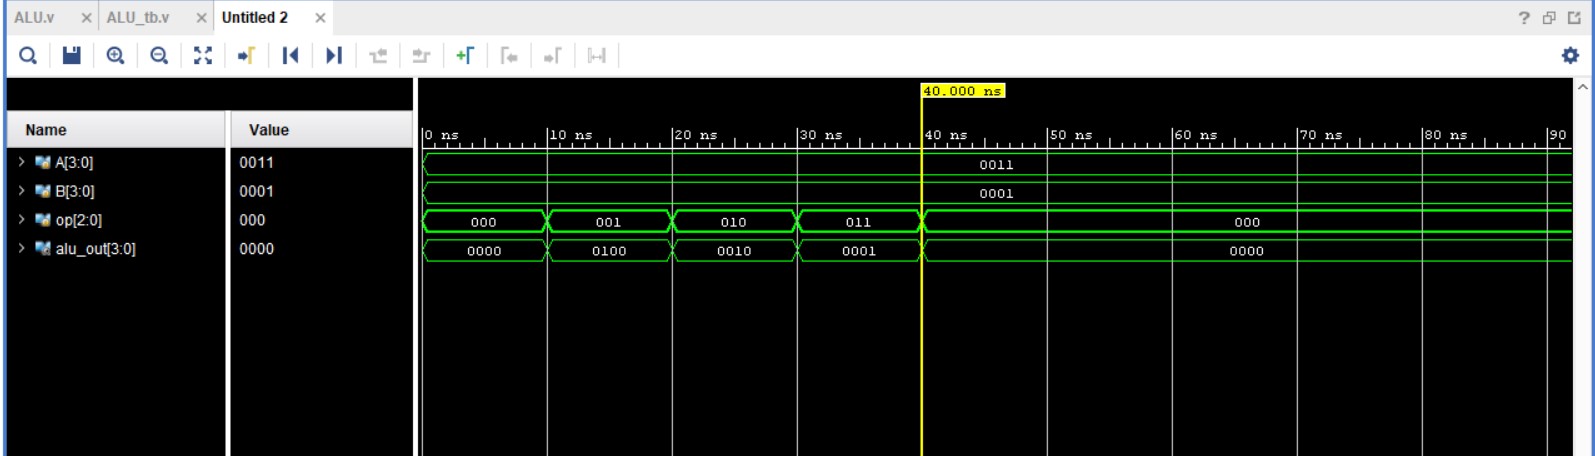 ALU.v × ALU_tb.v × Untitled 2 × ?
40.000 ns
Name Value 0 ns 10 ns 20 ns 30 ns 40 ns 50 ns 60 ns 70 ns 80 ns 90
A[3:0] 0011 0011
B[3:0] 0001 0001
op[2:0] 000 000 001 010 011 000
alu_out[3:0] 0000 0000 0100 0010 0001 0000